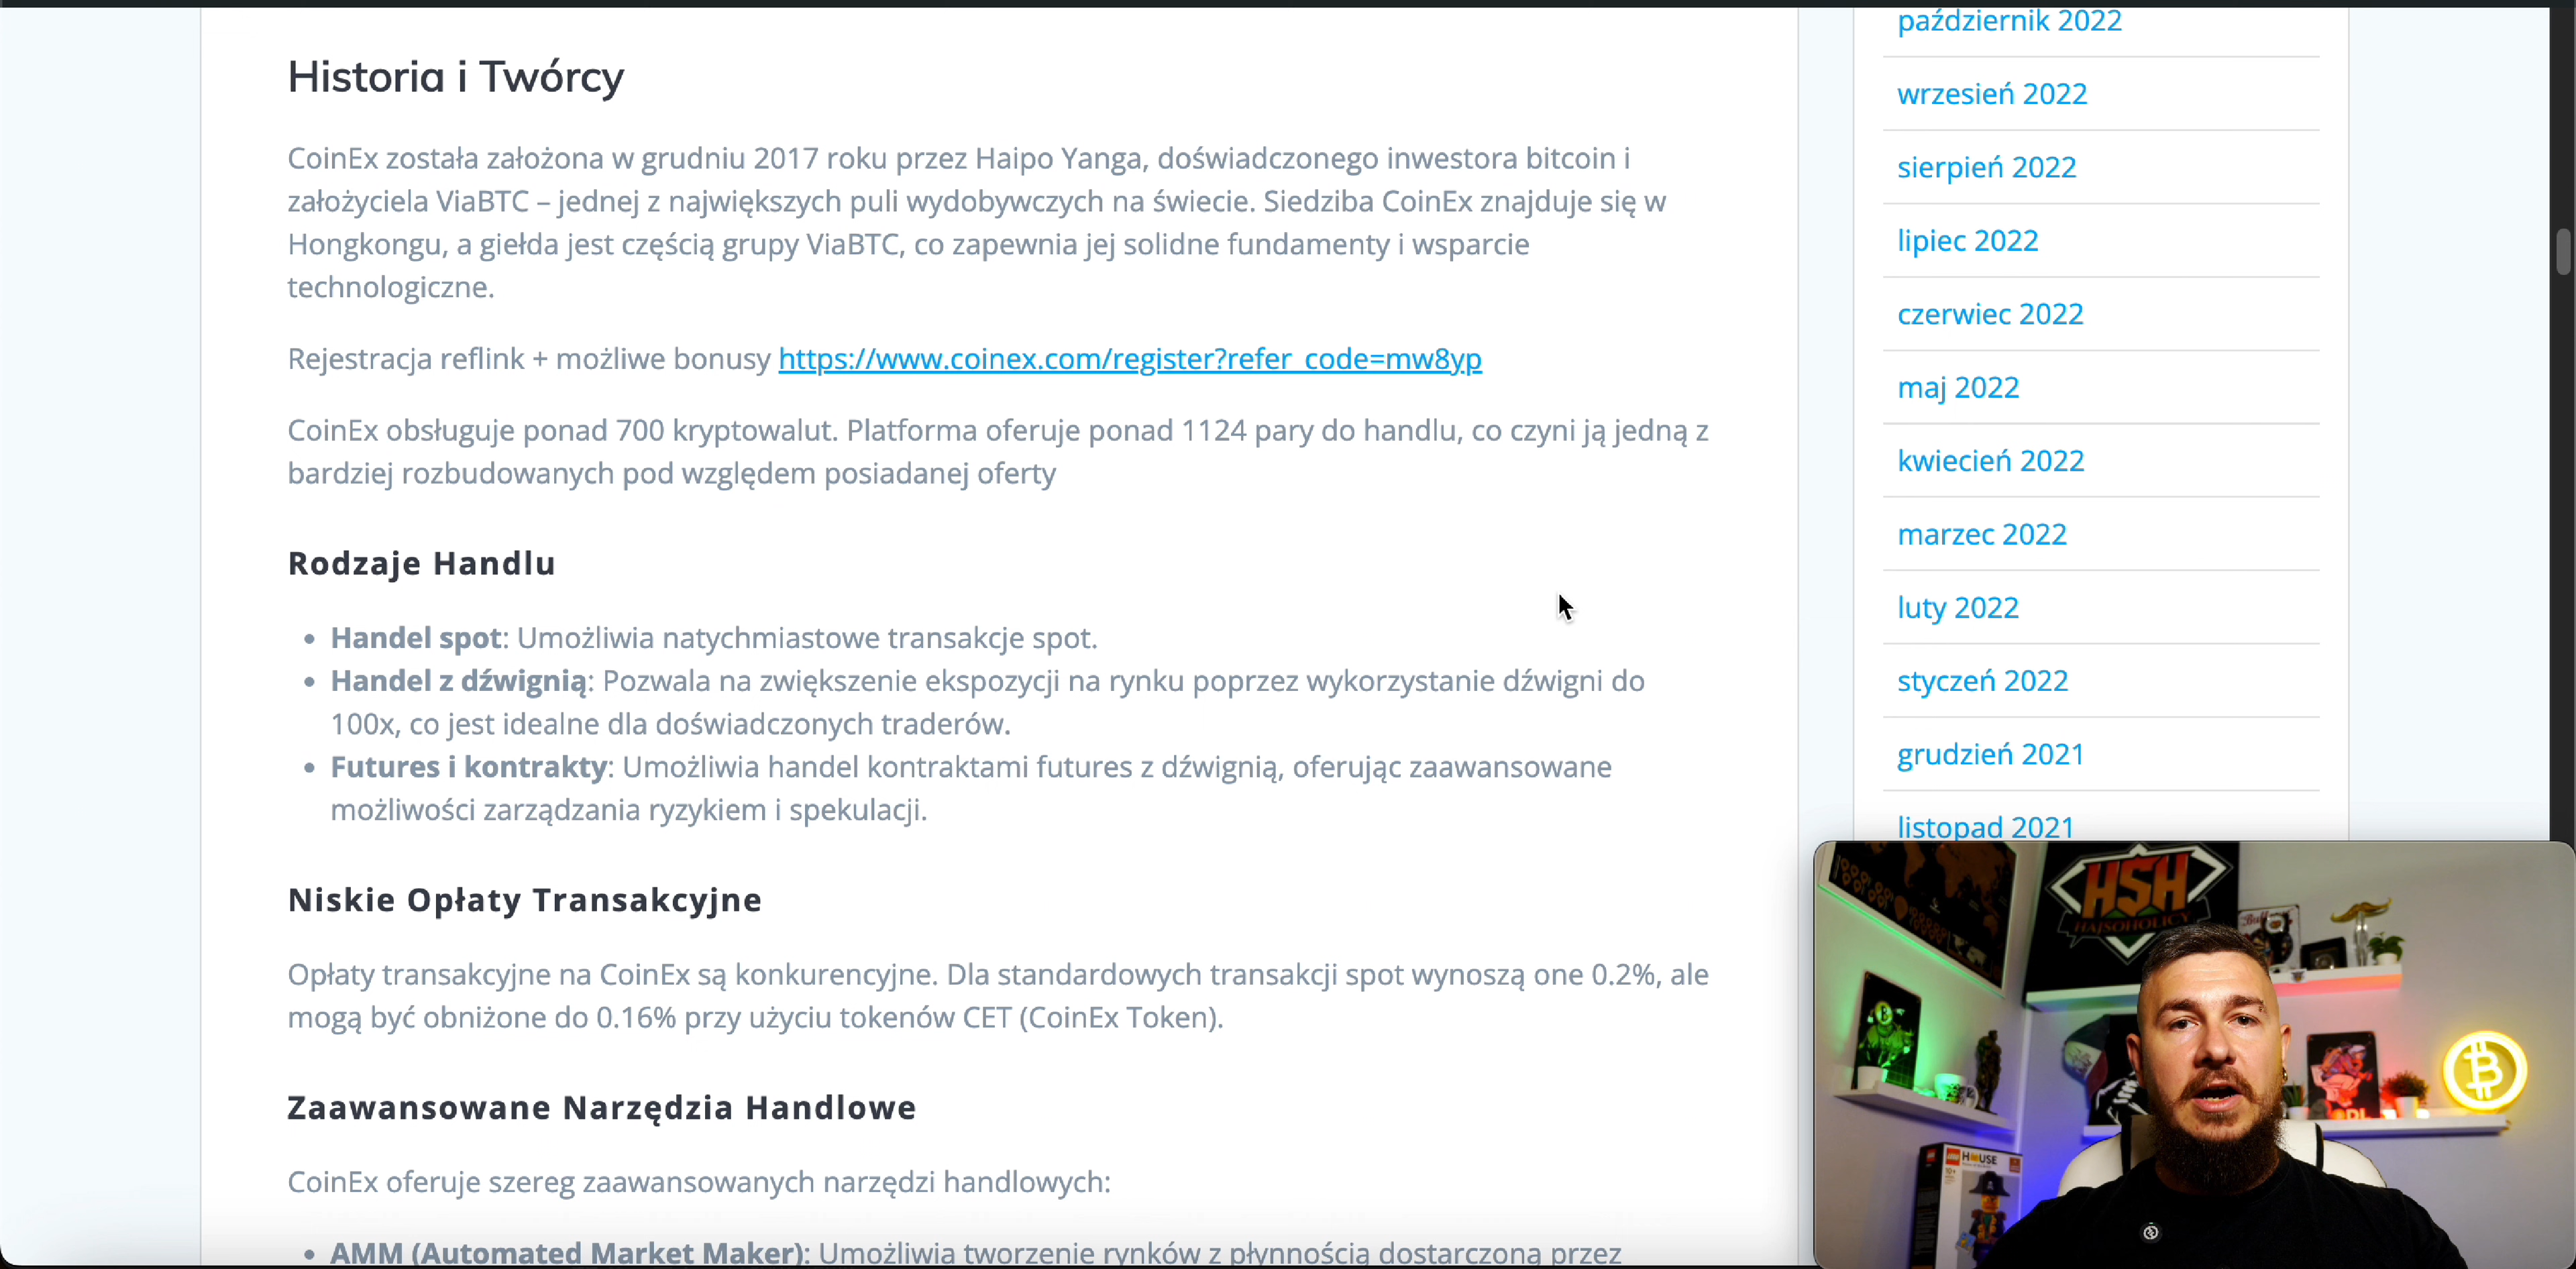 Historia i Twórcy
CoinEx została założona w grudniu 2017 roku przez Haipo Yanga, doświadczonego inwestora bitcoin i
założyciela ViaBTC – jednej z największych puli wydobywczych na świecie. Siedziba CoinEx znajduje się w
Hongkongu, a giełda jest częścią grupy ViaBTC, co zapewnia jej solidne fundamenty i wsparcie
technologiczne.
Rejestracja reflink + możliwe bonusy https://www.coinex.com/register?refer_code=mw8yp
CoinEx obsługuje ponad 700 kryptowalut. Platforma oferuje ponad 1124 pary do handlu, co czyni ją jedną z
bardziej rozbudowanych pod względem posiadanej oferty
Rodzaje Handlu
• Handel spot: Umożliwia natychmiastowe transakcje spot.
• Handel z dźwignią: Pozwala na zwiększenie ekspozycji na rynku poprzez wykorzystanie dźwigni do
100x, co jest idealne dla doświadczonych traderów.
• Futures i kontrakty: Umożliwia handel kontraktami futures z dźwignią, oferując zaawansowane
możliwości zarządzania ryzykiem i spekulacji.
Niskie Opłaty Transakcyjne
Opłaty transakcyjne na CoinEx są konkurencyjne. Dla standardowych transakcji spot wynoszą one 0.2%, ale
mogą być obniżone do 0.16% przy użyciu tokenów CET (CoinEx Token).
Zaawansowane Narzędzia Handlowe
CoinEx oferuje szereg zaawansowanych narzędzi handlowych:
• AMM (Automated Market Maker): Umożliwia tworzenie rynków z płynnością dostarczoną przez
październik 2022
wrzesień 2022
sierpień 2022
lipiec 2022
czerwiec 2022
maj 2022
kwiecień 2022
marzec 2022
luty 2022
styczeń 2022
grudzień 2021
listopad 2021
HSH
HAJSOHOLICY
Bull
LEGO HOUSE